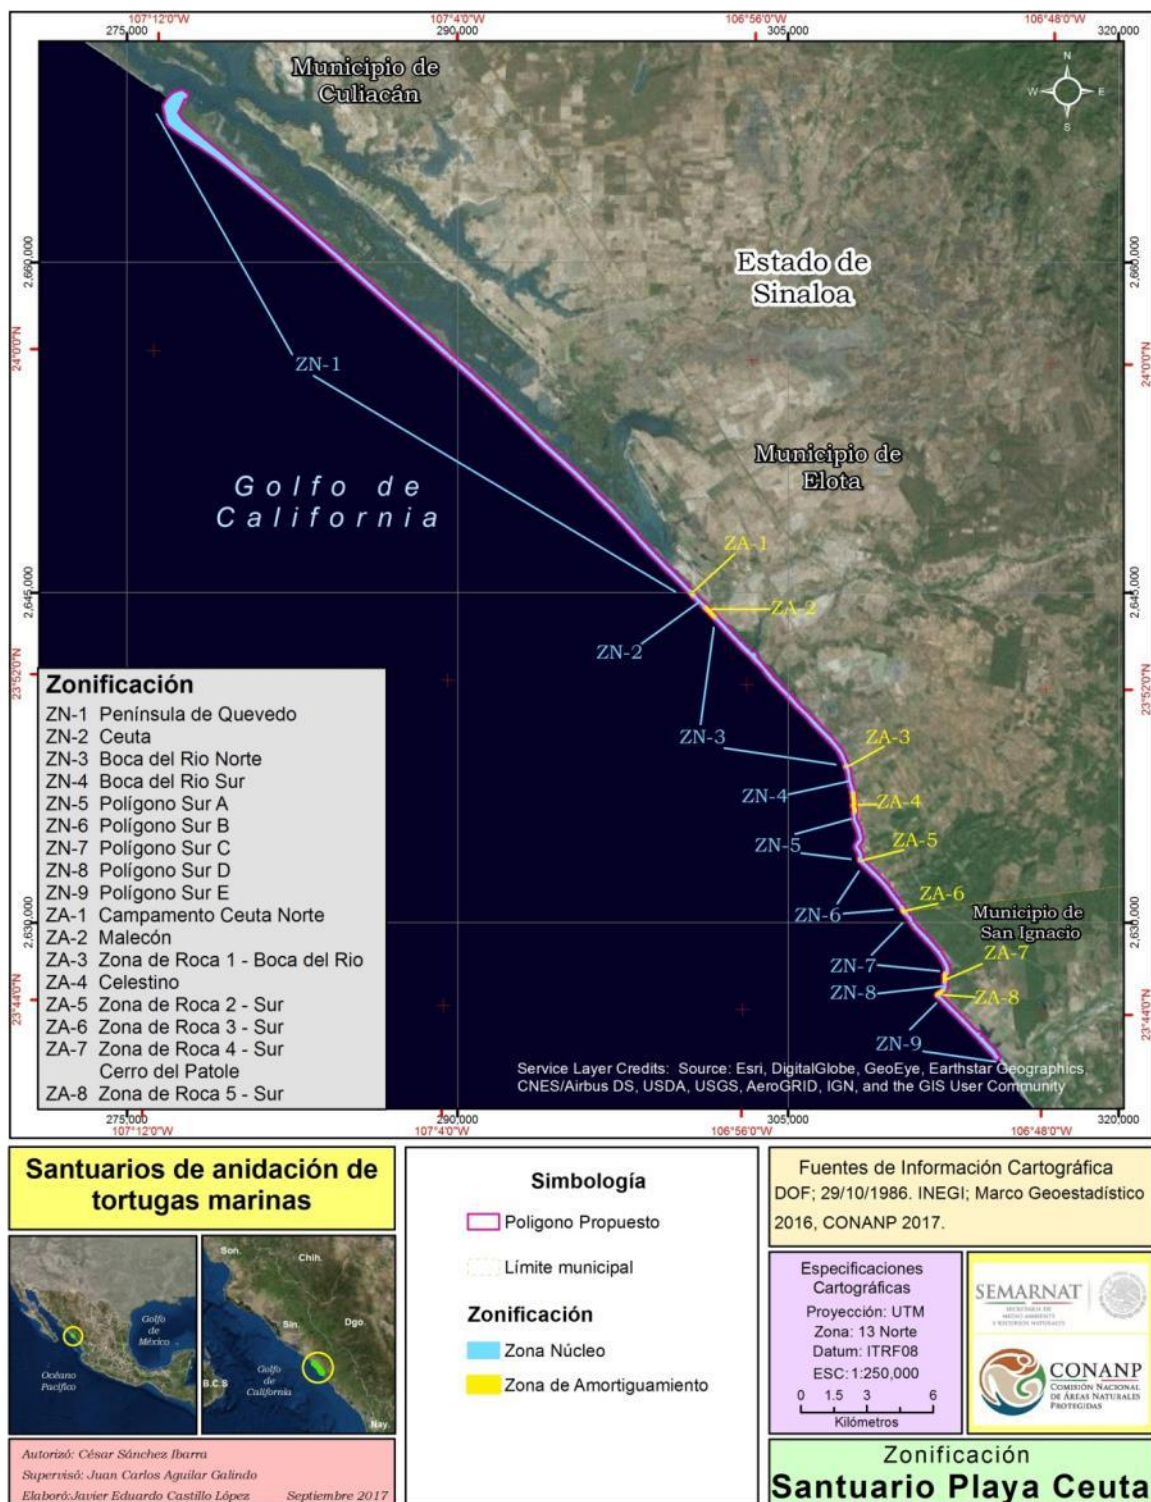 107°12'0"W
107°4'0"W
106°56'0"W
106°48'0"W
275,000
290,000
305,000
320,000
Municipio de
Culiacán
N
W
E
S
2,660,000
2,660,000
Estado de
Sinaloa
24°0'0"N
24°0'0"N
ZN-1
Municipio de
Elota
Golfo de
California
ZA-1
2,645,000
2,645,000
ZA-2
ZN-2
23°52'0"N
23°52'0"N
ZN-3
ZA-3
ZN-4
ZA-4
ZN-5
ZA-5
ZA-6
ZN-6
Municipio de
San Ignacio
2,630,000
2,630,000
ZN-7
ZA-7
ZN-8
ZA-8
23°44'0"N
23°44'0"N
ZN-9
Zonificación
ZN-1 Península de Quevedo
ZN-2 Ceuta
ZN-3 Boca del Rio Norte
ZN-4 Boca del Rio Sur
ZN-5 Polígono Sur A
ZN-6 Polígono Sur B
ZN-7 Polígono Sur C
ZN-8 Polígono Sur D
ZN-9 Polígono Sur E
ZA-1 Campamento Ceuta Norte
ZA-2 Malecón
ZA-3 Zona de Roca 1 - Boca del Rio
ZA-4 Celestino
ZA-5 Zona de Roca 2 - Sur
ZA-6 Zona de Roca 3 - Sur
ZA-7 Zona de Roca 4 - Sur
Cerro del Patole
ZA-8 Zona de Roca 5 - Sur
Service Layer Credits: Source: Esri, DigitalGlobe, GeoEye, Earthstar Geographics,
CNES/Airbus DS, USDA, USGS, AeroGRID, IGN, and the GIS User Community
275,000
290,000
305,000
320,000
107°12'0"W
107°4'0"W
106°56'0"W
106°48'0"W
Santuarios de anidación de
tortugas marinas
Golfo
de
México
Océano
Pacífico
Son.
Chih.
Sin.
Dgo.
Golfo
de
California
B.C.S
Nay.
Autorizó: César Sánchez Ibarra
Supervisó: Juan Carlos Aguilar Galindo
Elaboró:Javier Eduardo Castillo López Septiembre 2017
Simbología
Poligono Propuesto
Límite municipal
Zonificación
Zona Núcleo
Zona de Amortiguamiento
Fuentes de Información Cartográfica
DOF; 29/10/1986. INEGI; Marco Geoestadístico
2016, CONANP 2017.
Especificaciones
Cartográficas
Proyección: UTM
Zona: 13 Norte
Datum: ITRF08
ESC: 1:250,000
0 1.5 3 6
Kilómetros
SEMARNAT
SECRETARÍA DE
MEDIO AMBIENTE
Y RECURSOS NATURALES
CONANP
COMISIÓN NACIONAL
DE ÁREAS NATURALES
PROTEGIDAS
Zonificación
Santuario Playa Ceuta